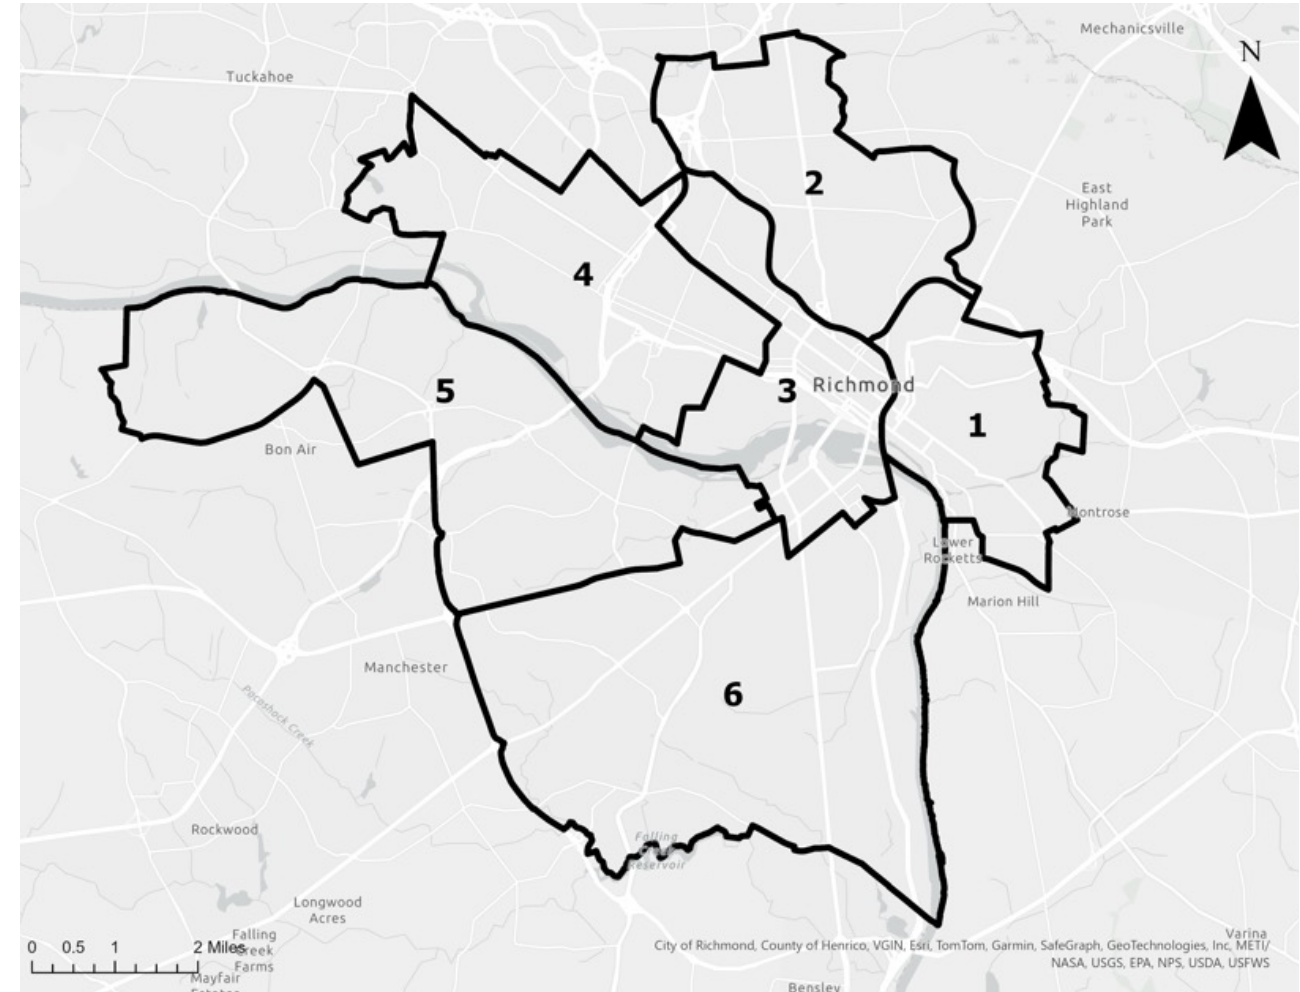 Mechanicsville
N
Tuckahoe
2
East
Highland
Park
4
3
Richmond
5
1
Bon Air
Montrose
Lower
Rocketts
Marion Hill
Manchester
6
Pocoshock Creek
Rockwood
Falling
Creek
Reservoir
Longwood
Acres
Falling
Creek
Farms
0 0.5 1 2 Miles
Mayfair
Varina
City of Richmond, County of Henrico, VGIN, Esri, TomTom, Garmin, SafeGraph, GeoTechnologies, Inc, METI/
NASA, USGS, EPA, NPS, USDA, USFWS
Bensley